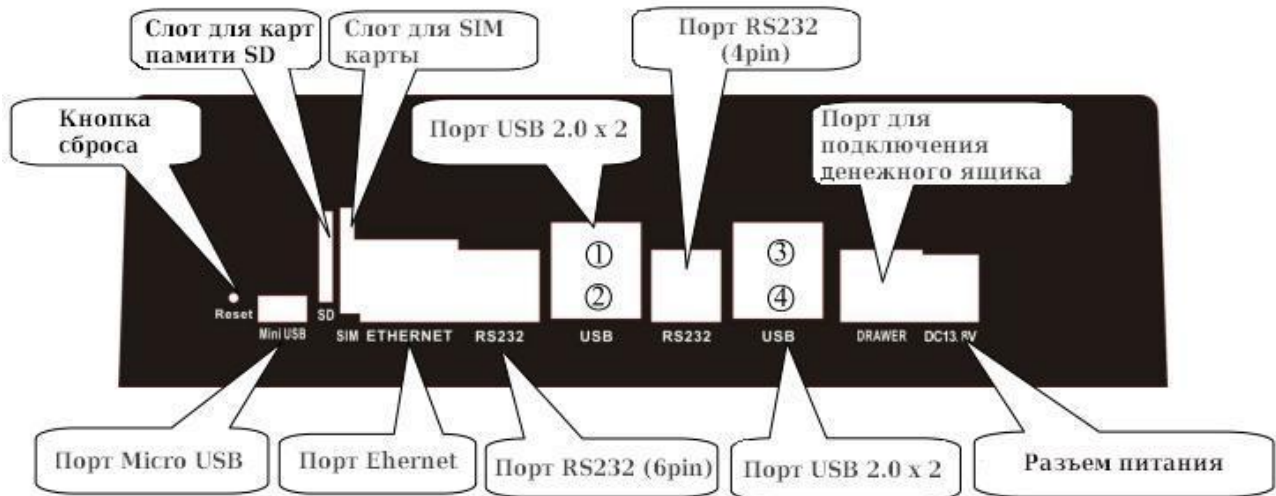 Слот для карт
памити SD
Слот для SIM
карты
Порт RS232
(4pin)
Кнопка
сброса
Порт USB 2.0 x 2
Порт для
подключения
денежного ящика
①
②
③
④
Reset
Mini USB
SD
SIM
ETHERNET
RS232
USB
RS232
USB
DRAWER
DC13.8V
Порт Micro USB
Порт Ehernet
Порт RS232 (6pin)
Порт USB 2.0 x 2
Разъем питания